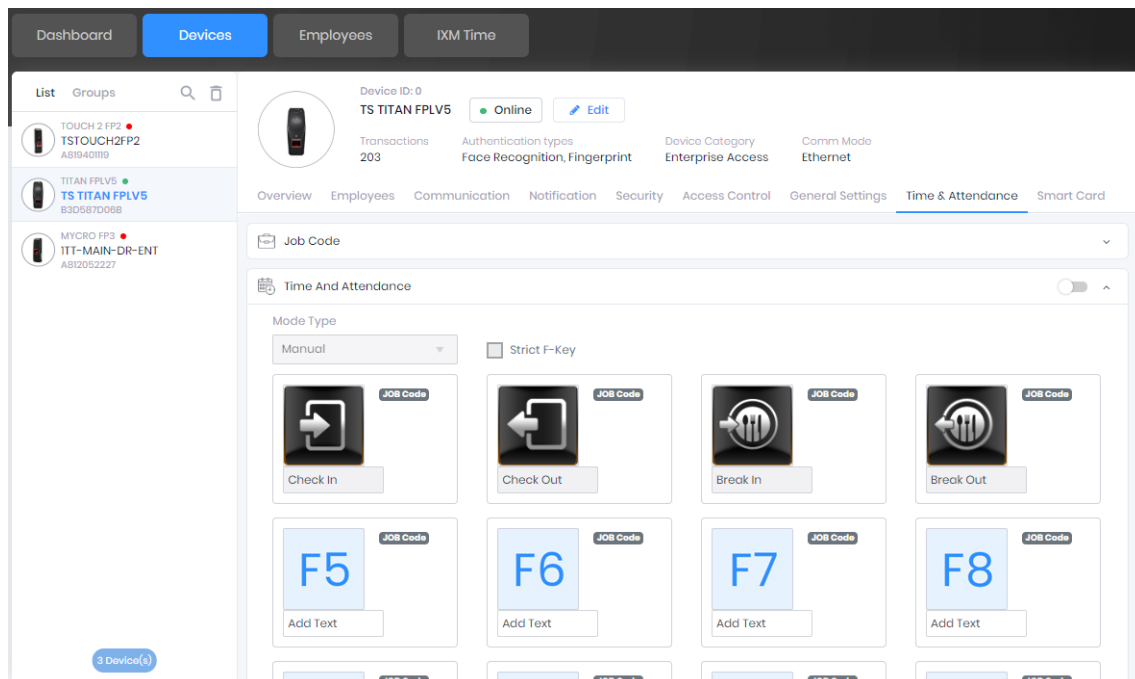 Dashboard
Devices
Employees
IXM Time
List
Groups
TOUCH 2 FP2
TSTOUCH2FP2
A819401119
TITAN FPLV5
TS TITAN FPLV5
B3D587D068
MYCRO FP3
1TT-MAIN-DR-ENT
A812052227
3 Device(s)
Device ID: 0
TS TITAN FPLV5
Online
Edit
Transactions
203
Authentication types
Face Recognition, Fingerprint
Device Category
Enterprise Access
Comm Mode
Ethernet
Overview
Employees
Communication
Notification
Security
Access Control
General Settings
Time & Attendance
Smart Card
Job Code
Time And Attendance
Mode Type
Manual
Strict F-Key
JOB Code
Check In
JOB Code
Check Out
JOB Code
Break In
JOB Code
Break Out
JOB Code
F5
Add Text
JOB Code
F6
Add Text
JOB Code
F7
Add Text
JOB Code
F8
Add Text